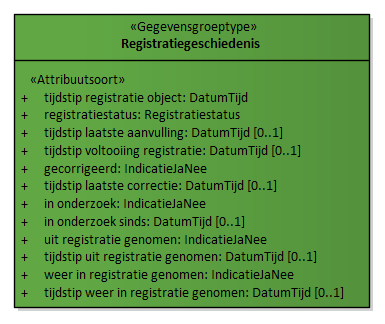 «Gegevensgroeptype»
Registratiegeschiedenis
«Attribuutsoort»
+ tijdstip registratie object: DatumTijd
+ registratiestatus: Registratiestatus
+ tijdstip laatste aanvulling: DatumTijd [0..1]
+ tijdstip voltooiing registratie: DatumTijd [0..1]
+ gecorrigeerd: IndicatieJaNee
+ tijdstip laatste correctie: DatumTijd [0..1]
+ in onderzoek: IndicatieJaNee
+ in onderzoek sinds: DatumTijd [0..1]
+ uit registratie genomen: IndicatieJaNee
+ tijdstip uit registratie genomen: DatumTijd [0..1]
+ weer in registratie genomen: IndicatieJaNee
+ tijdstip weer in registratie genomen: DatumTijd [0..1]